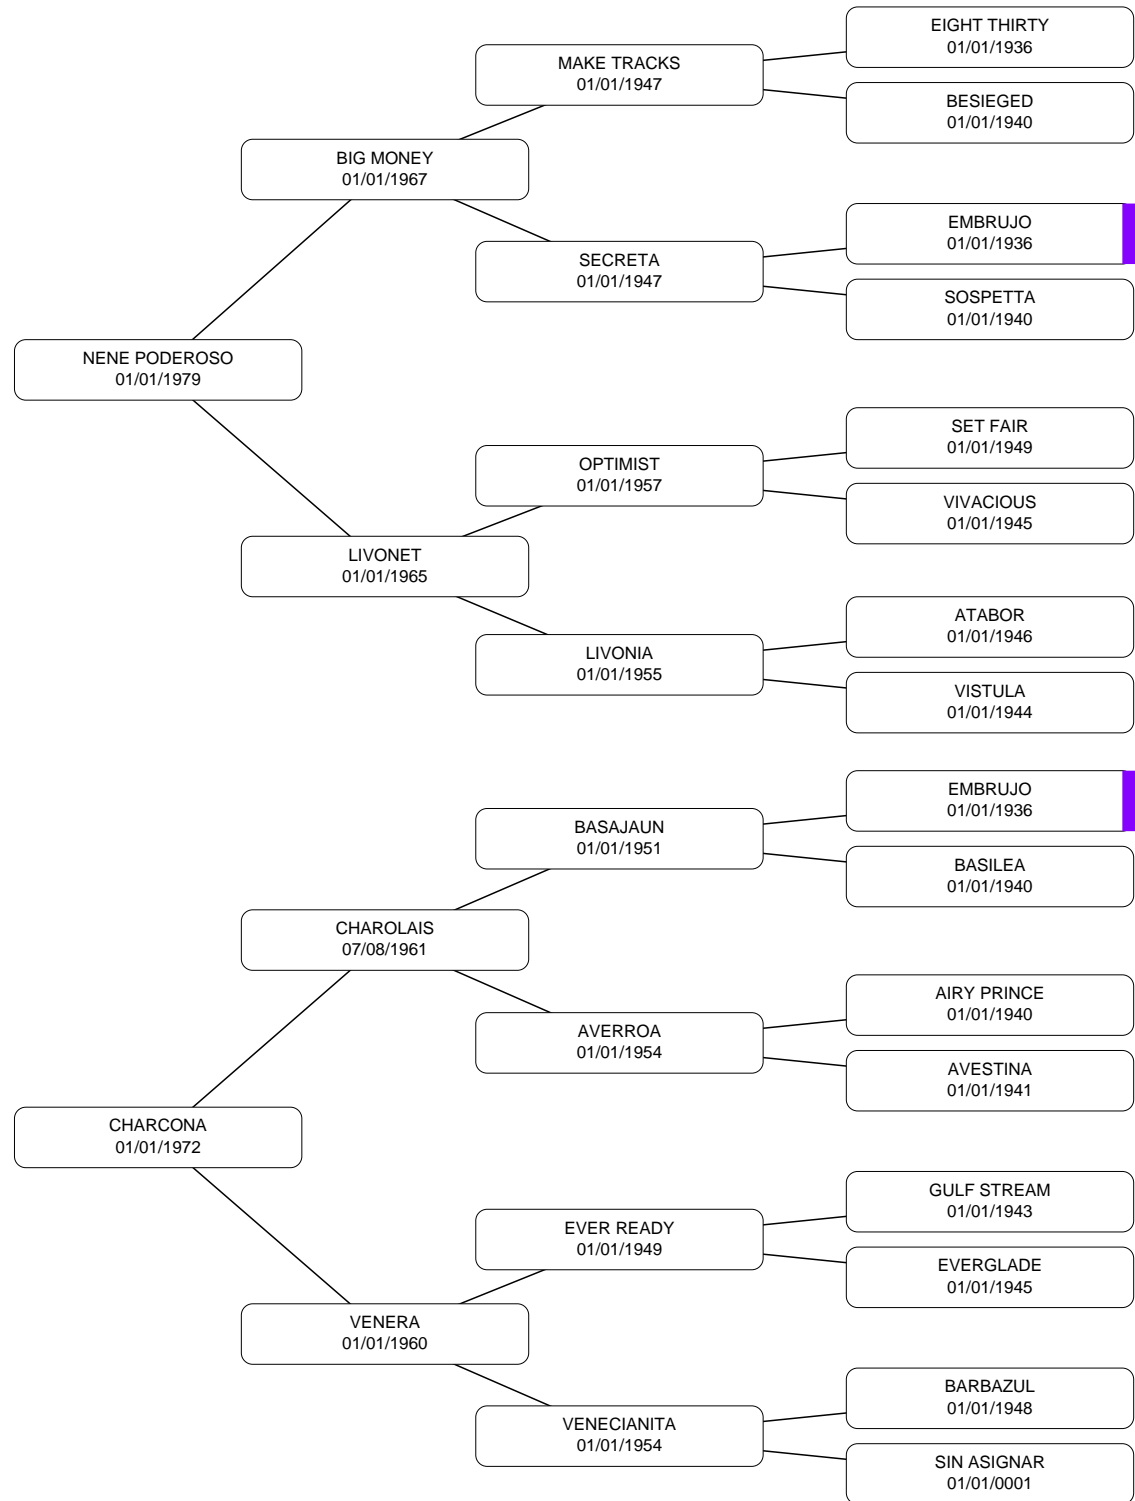 EIGHT THIRTY
01/01/1936
MAKE TRACKS
01/01/1947
BESIEGED
01/01/1940
BIG MONEY
01/01/1967
EMBRUJO
01/01/1936
SECRETA
01/01/1947
SOSPETTA
01/01/1940
NENE PODEROSO
01/01/1979
SET FAIR
01/01/1949
OPTIMIST
01/01/1957
VIVACIOUS
01/01/1945
LIVONET
01/01/1965
ATABOR
01/01/1946
LIVONIA
01/01/1955
VISTULA
01/01/1944
EMBRUJO
01/01/1936
BASAJAUN
01/01/1951
BASILEA
01/01/1940
CHAROLAIS
07/08/1961
AIRY PRINCE
01/01/1940
AVERROA
01/01/1954
AVESTINA
01/01/1941
CHARCONA
01/01/1972
GULF STREAM
01/01/1943
EVER READY
01/01/1949
EVERGLADE
01/01/1945
VENERA
01/01/1960
BARBAZUL
01/01/1948
VENECIANITA
01/01/1954
SIN ASIGNAR
01/01/0001